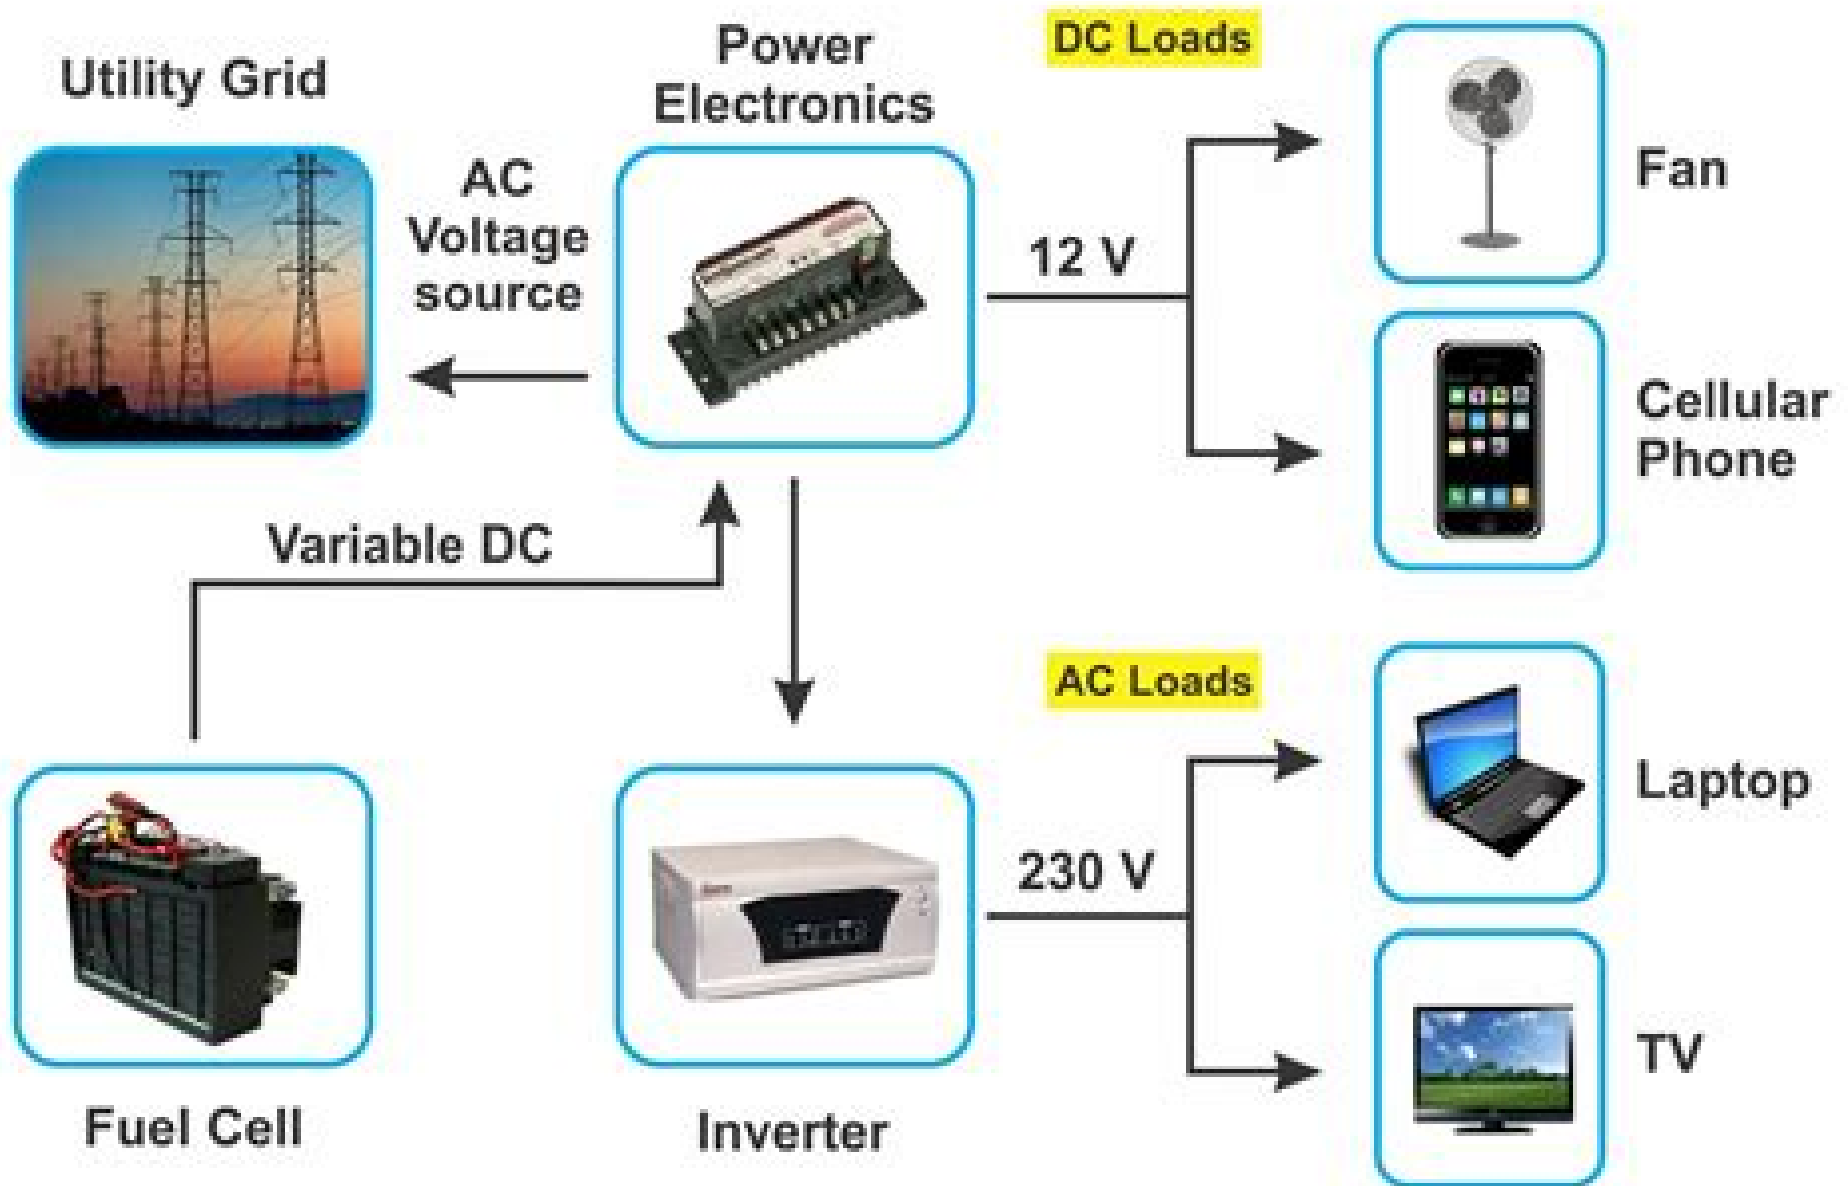 Utility Grid
Power
Electronics
DC Loads
AC
Voltage
source
12 V
Fan
Cellular
Phone
Variable DC
AC Loads
230 V
Laptop
TV
Fuel Cell
Inverter